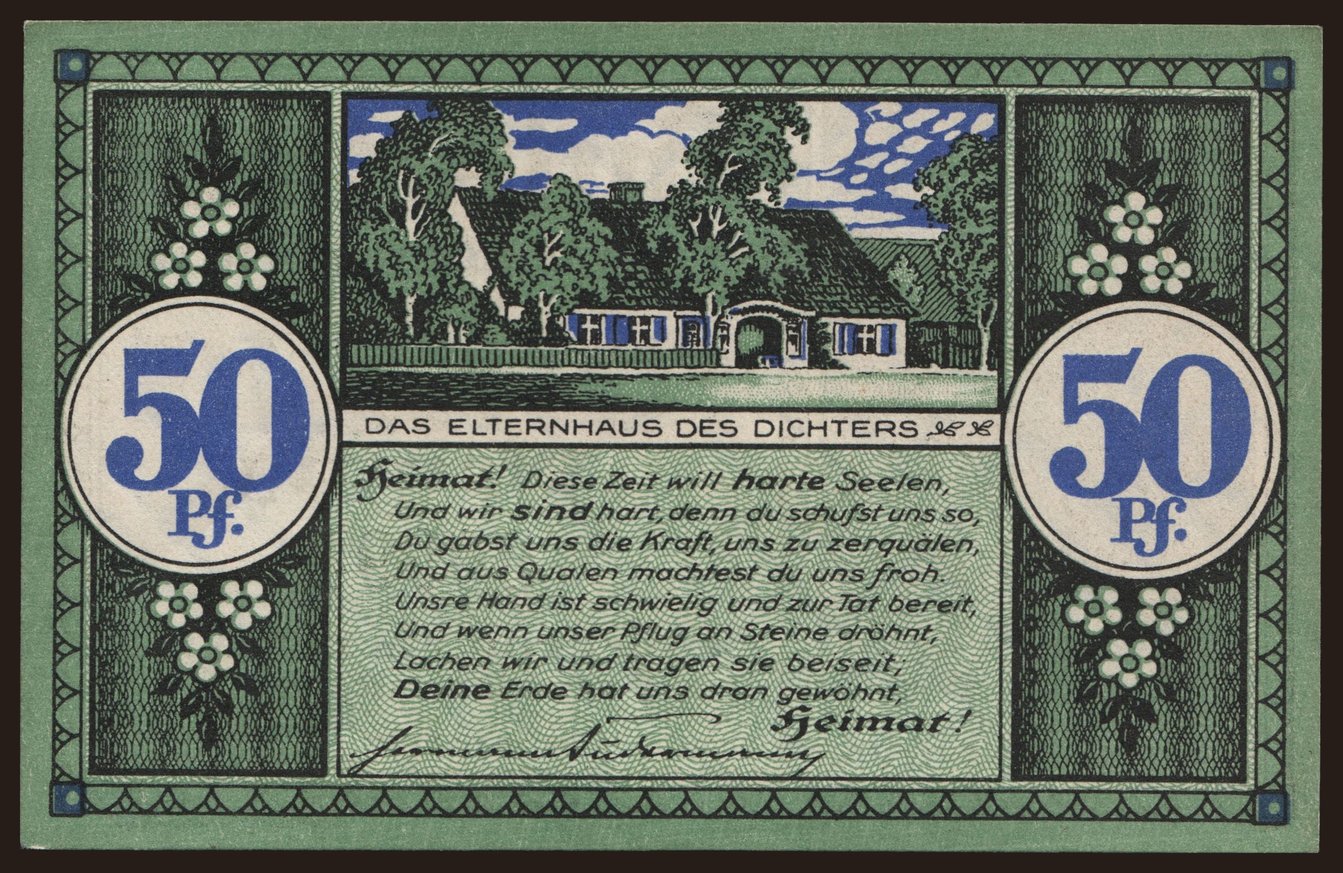 50
Pf.
50
Pf.
DAS ELTERNHAUS DES DICHTERS
Heimat! Diese Zeit will harte Seelen,
Und wir sind hart, denn du schufst uns so,
Du gabst uns die Kraft, uns zu zerquälen,
Und aus Qualen machtest du uns froh.
Unsre Hand ist schwielig und zur Tat bereit,
Und wenn unser Pflug an Steine dröhnt,
Lachen wir und tragen sie beiseit;
Deine Erde hat uns dran gewöhnt,
Heimat!
Hermann Sudermann